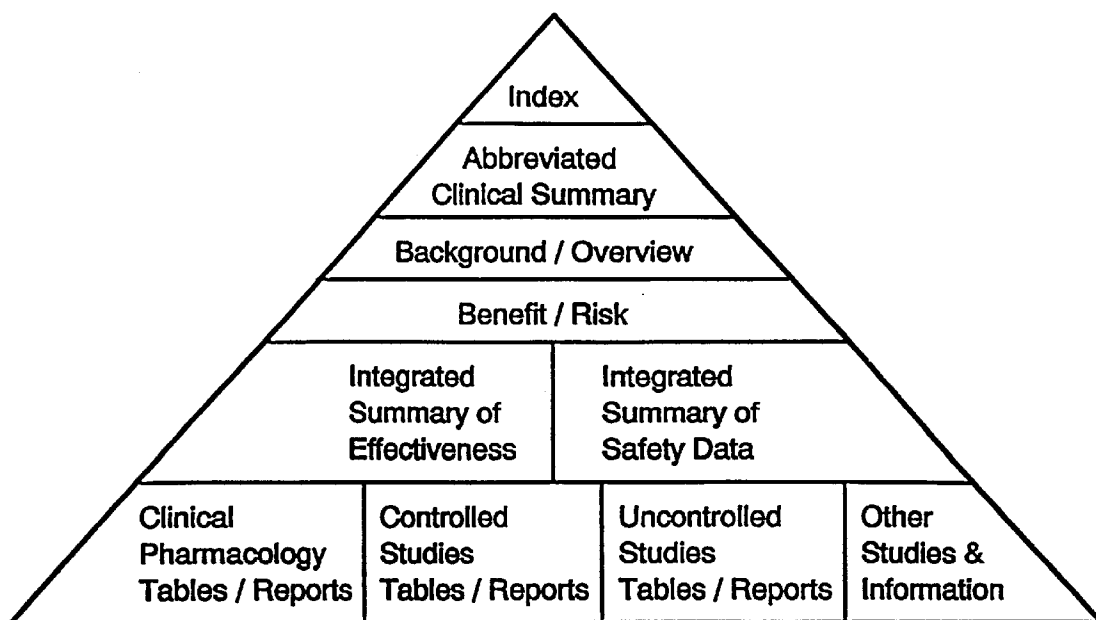 Index
Abbreviated
Clinical Summary
Background / Overview
Benefit / Risk
Integrated
Summary of
Effectiveness
Integrated
Summary of
Safety Data
Clinical
Pharmacology
Tables / Reports
Controlled
Studies
Tables / Reports
Uncontrolled
Studies
Tables / Reports
Other
Studies &
Information